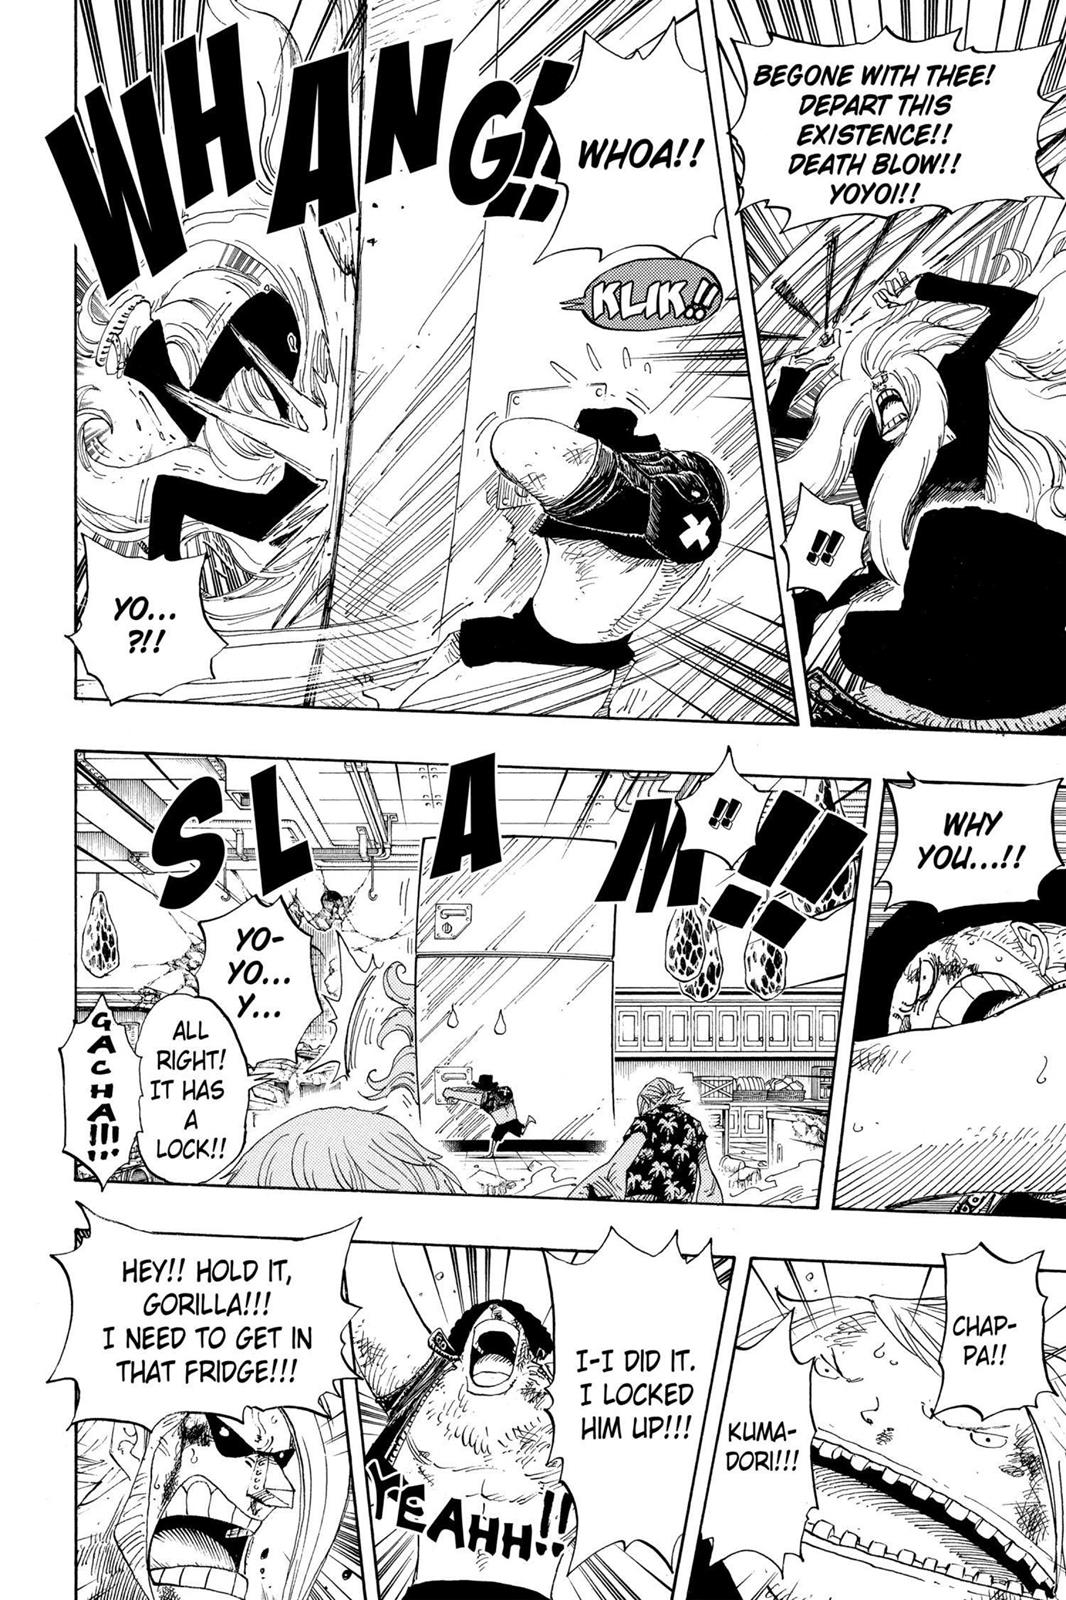 BEGONE WITH THEE!
DEPART THIS
EXISTENCE!!
DEATH BLOW!!
YOYOI!!
!!
WHOA!!
KLIK!!
WHANG!!
YO...
?!!
WHY
YOU...!!
!!
SLAM!!
YO-
YO...
Y...
ALL
RIGHT!
IT HAS
A
LOCK!!
GACHA!!!
CHAP-
PA!!
KUMA-
DORI!!!
I-I DID IT.
I LOCKED
HIM UP!!!
YEAHH!!
HEY!! HOLD IT,
GORILLA!!!
I NEED TO GET IN
THAT FRIDGE!!!